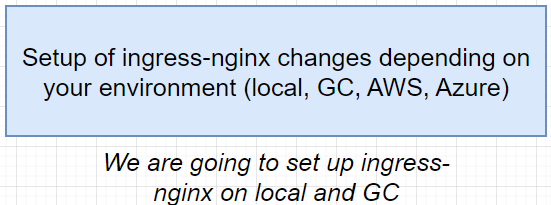 Setup of ingress-nginx changes depending on
your environment (local, GC, AWS, Azure)
We are going to set up ingress-
nginx on local and GC